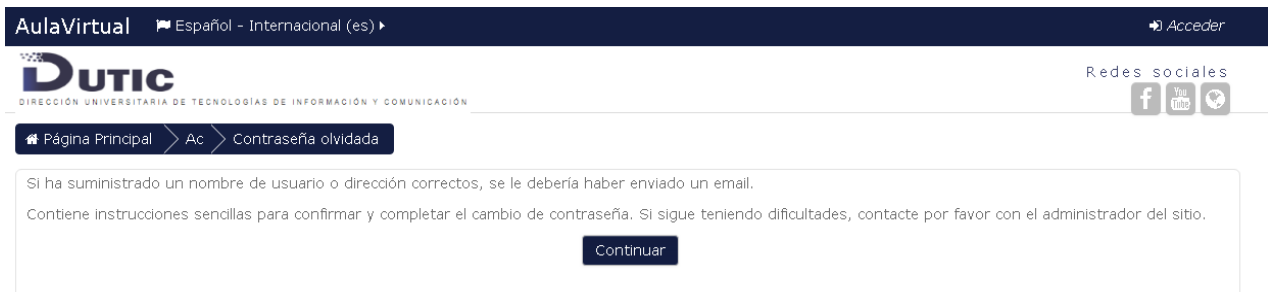 AulaVirtual Español - Internacional (es) Acceder
DUTIC
DIRECCIÓN UNIVERSITARIA DE TECNOLOGÍAS DE INFORMACIÓN Y COMUNICACIÓN
Redes sociales
f You Tube
Página Principal Ac Contraseña olvidada
Si ha suministrado un nombre de usuario o dirección correctos, se le debería haber enviado un email.
Contiene instrucciones sencillas para confirmar y completar el cambio de contraseña. Si sigue teniendo dificultades, contacte por favor con el administrador del sitio.
Continuar